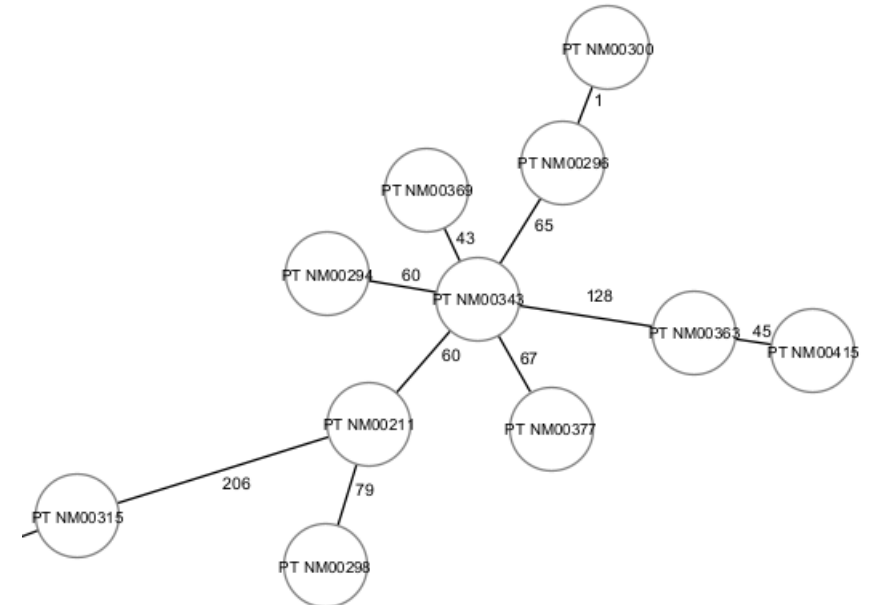 PT NM00300
1
PT NM00296
PT NM00369
65
43
PT NM00294
60
PT NM00343
128
PT NM00363
45
PT NM00415
60
67
PT NM00211
PT NM00377
206
79
PT NM00315
PT NM00298